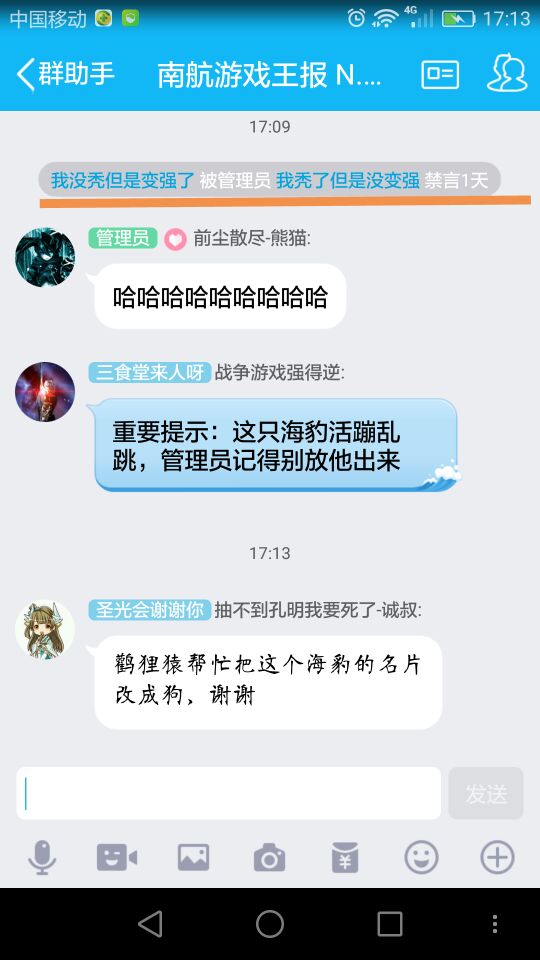 中国移动
4G
17:13
群助手
南航游戏王报 N....
17:09
我没秃但是变强了 被管理员 我秃了但是没变强 禁言1天
管理员 前尘散尽-熊猫:
哈哈哈哈哈哈哈哈哈
三食堂来人呀 战争游戏强得逆:
重要提示：这只海豹活蹦乱
跳，管理员记得别放他出来
17:13
圣光会谢谢你 抽不到孔明我要死了-诚叔:
鹳狸猿帮忙把这个海豹的名片
改成狗，谢谢
发送